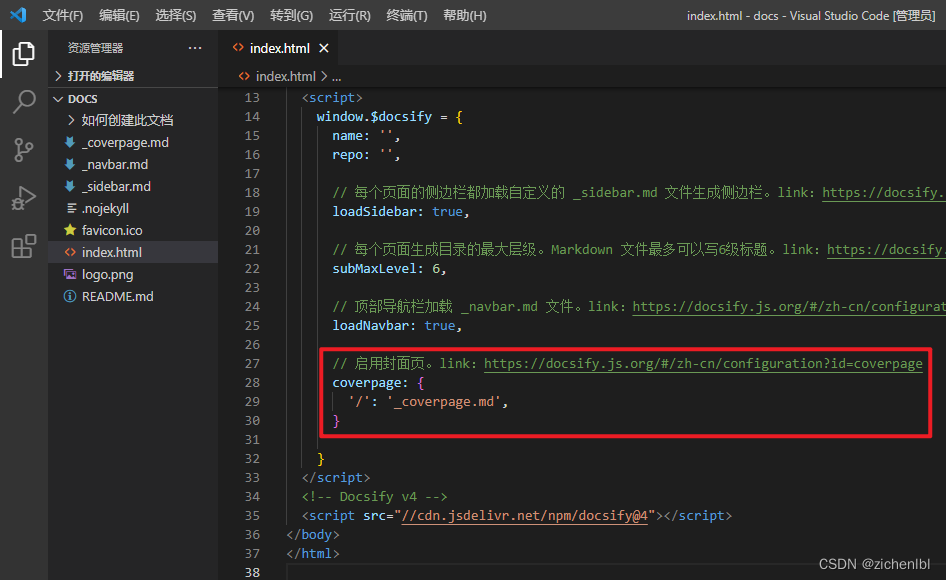 文件(F) 编辑(E) 选择(S) 查看(V) 转到(G) 运行(R) 终端(T) 帮助(H) index.html - docs - Visual Studio Code [管理员]
资源管理器 ···
打开的编辑器
DOCS
如何创建此文档
_coverpage.md
_navbar.md
_sidebar.md
.nojekyll
favicon.ico
index.html
logo.png
README.md
index.html
index.html > ...
13 <script>
14 window.$docsify = {
15 name: '',
16 repo: '',
17
18 // 每个页面的侧边栏都加载自定义的 _sidebar.md 文件生成侧边栏。link: https://docsify.
19 loadSidebar: true,
20
21 // 每个页面生成目录的最大层级。Markdown 文件最多可以写6级标题。link: https://docsify.
22 subMaxLevel: 6,
23
24 // 顶部导航栏加载 _navbar.md 文件。link: https://docsify.js.org/#/zh-cn/configurat
25 loadNavbar: true,
26
27 // 启用封面页。link: https://docsify.js.org/#/zh-cn/configuration?id=coverpage
28 coverpage: {
29 '/': '_coverpage.md',
30 }
31
32 }
33 </script>
34 <!-- Docsify v4 -->
35 <script src="//cdn.jsdelivr.net/npm/docsify@4"></script>
36 </body>
37 </html>
38
CSDN @zichenlbl